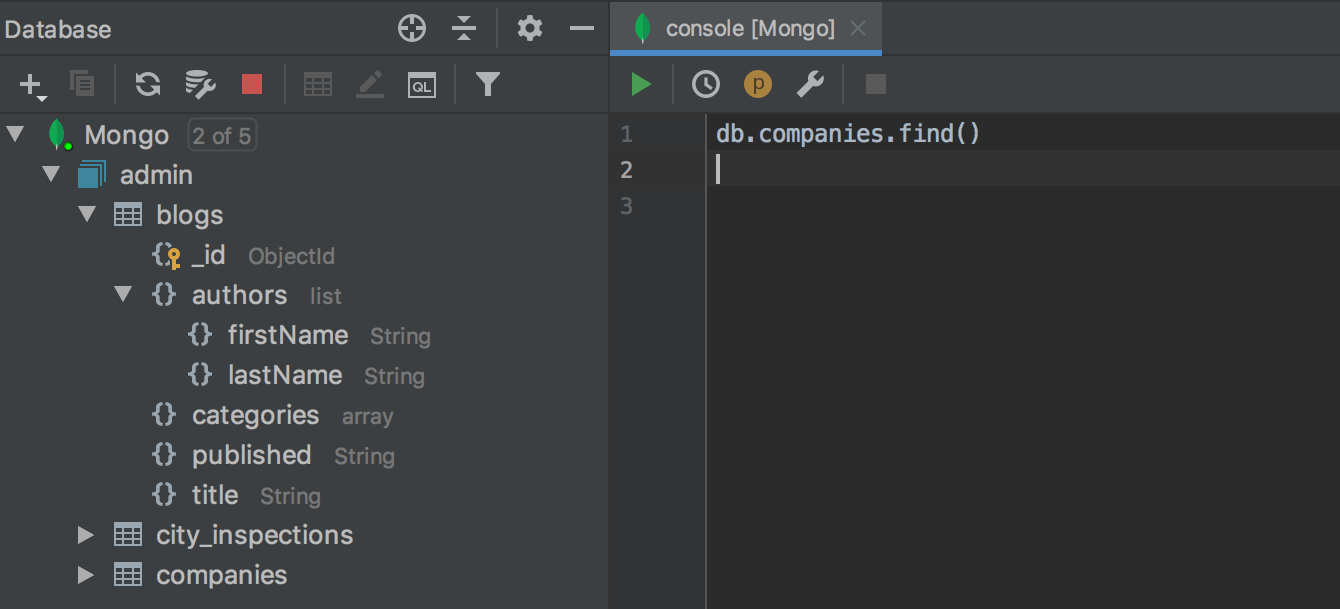 Database
QL
Mongo 2 of 5
admin
blogs
_id ObjectId
authors list
firstName String
lastName String
categories array
published String
title String
city_inspections
companies
console [Mongo]
p
1 db.companies.find()
2
3